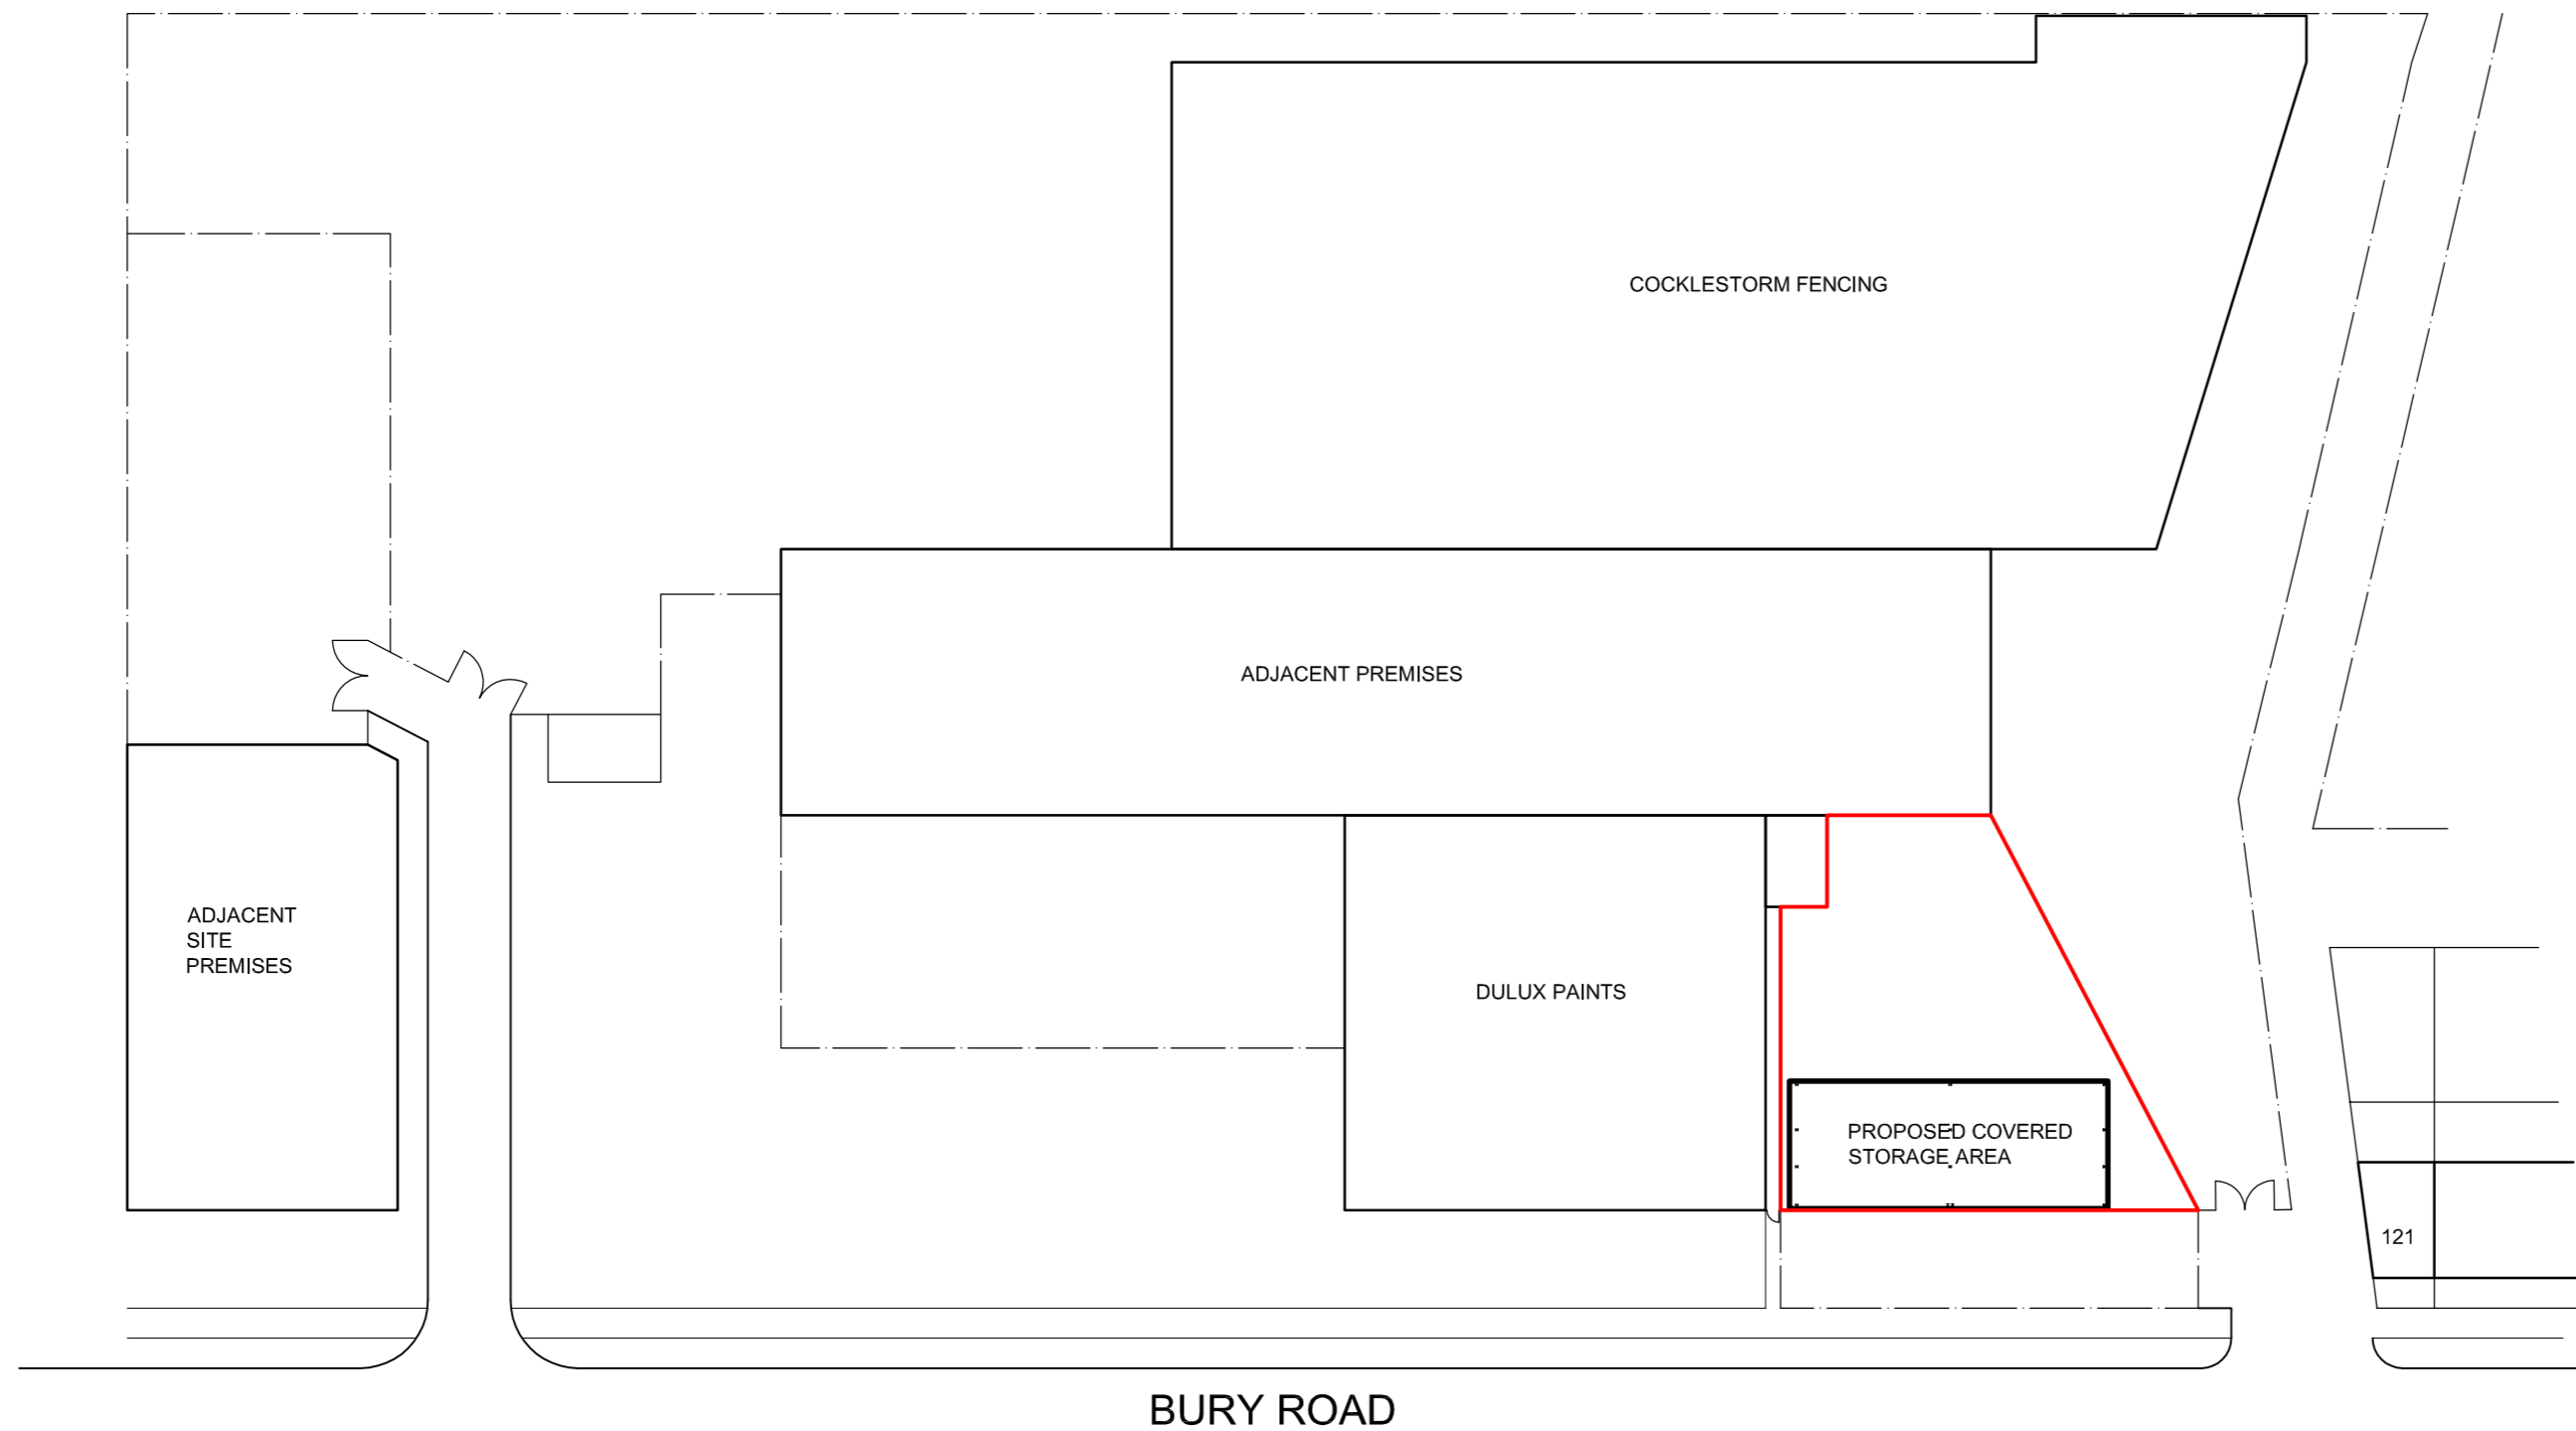 COCKLESTORM FENCING
ADJACENT PREMISES
ADJACENT
SITE
PREMISES
DULUX PAINTS
PROPOSED COVERED
STORAGE AREA
121
BURY ROAD